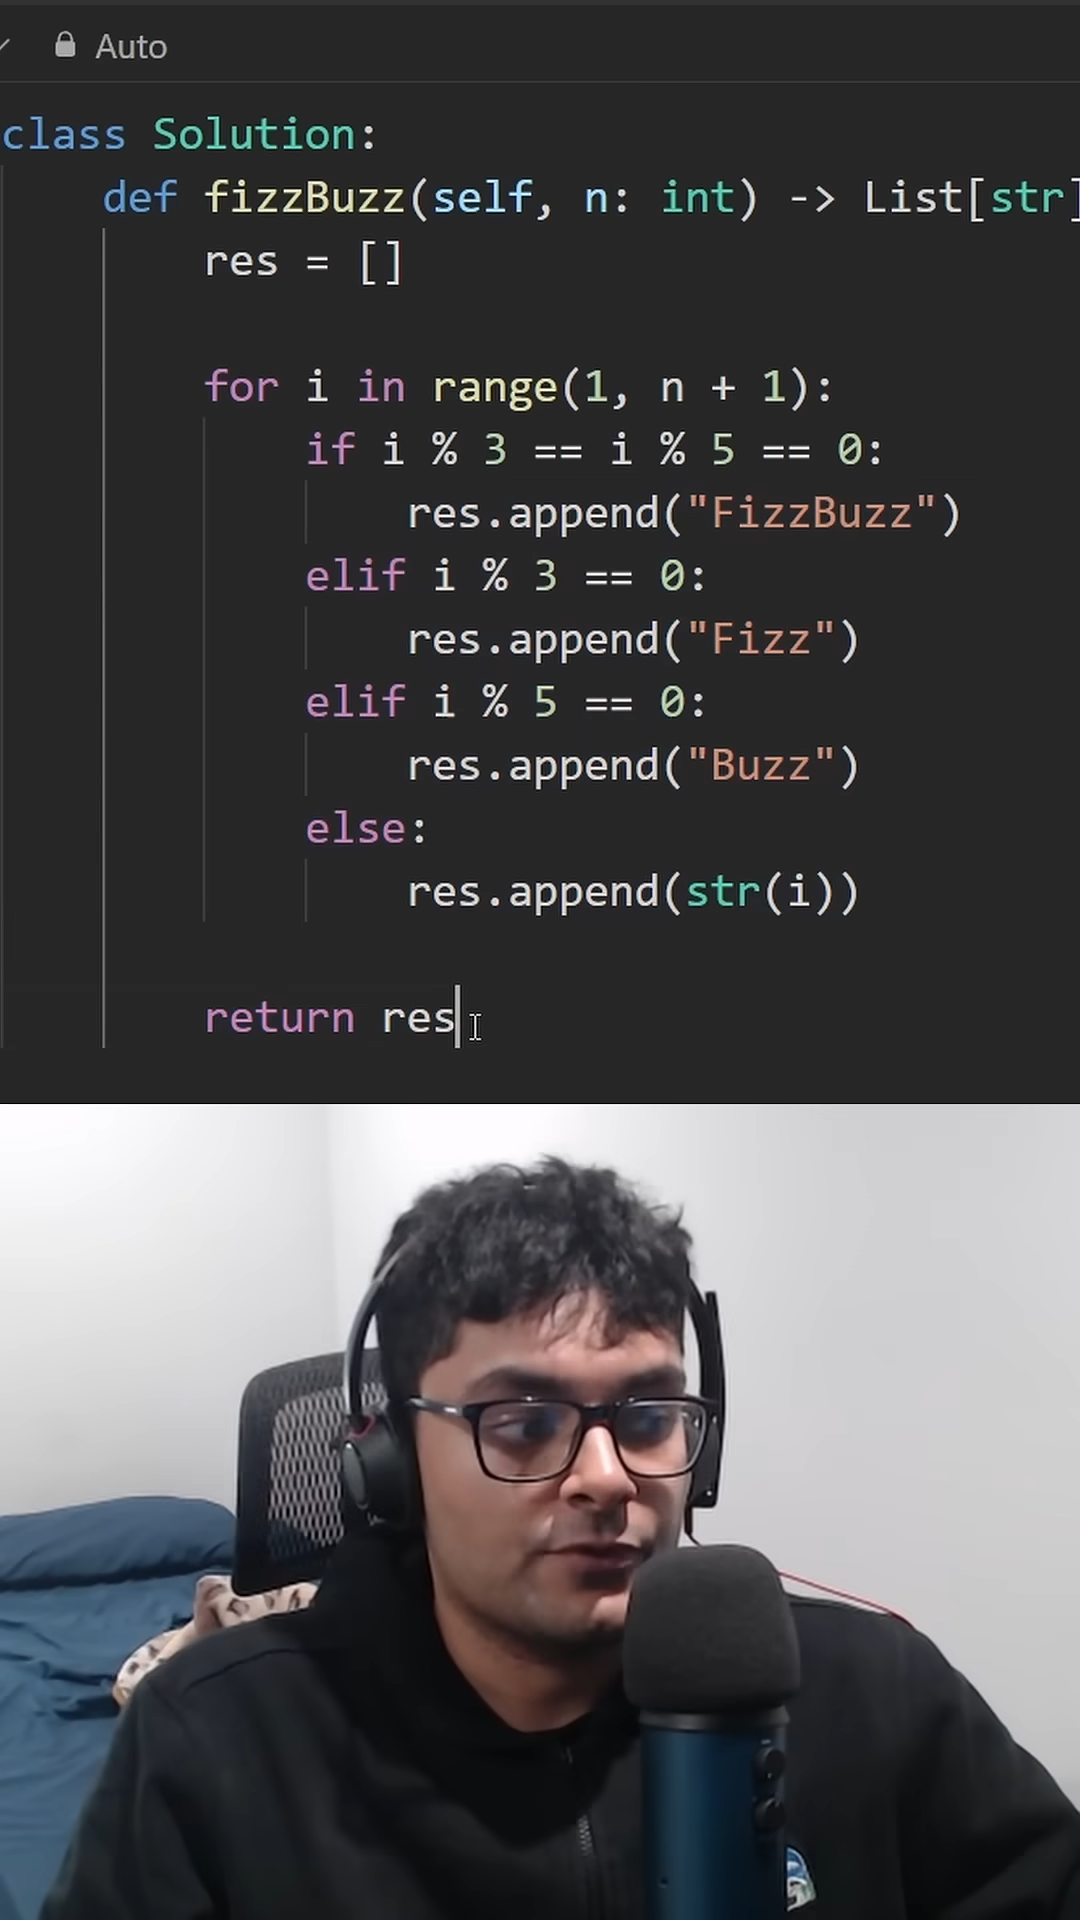 Auto
class Solution:
def fizzBuzz(self, n: int) -> List[str]
res = []
for i in range(1, n + 1):
if i % 3 == i % 5 == 0:
res.append("FizzBuzz")
elif i % 3 == 0:
res.append("Fizz")
elif i % 5 == 0:
res.append("Buzz")
else:
res.append(str(i))
return res